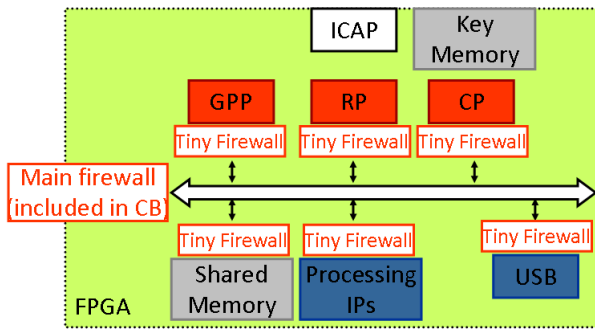 ICAP
Key
Memory
GPP
RP
CP
Tiny Firewall
Tiny Firewall
Tiny Firewall
Main firewall
(included in CB)
Tiny Firewall
Tiny Firewall
Tiny Firewall
Shared
Memory
Processing
IPs
USB
FPGA